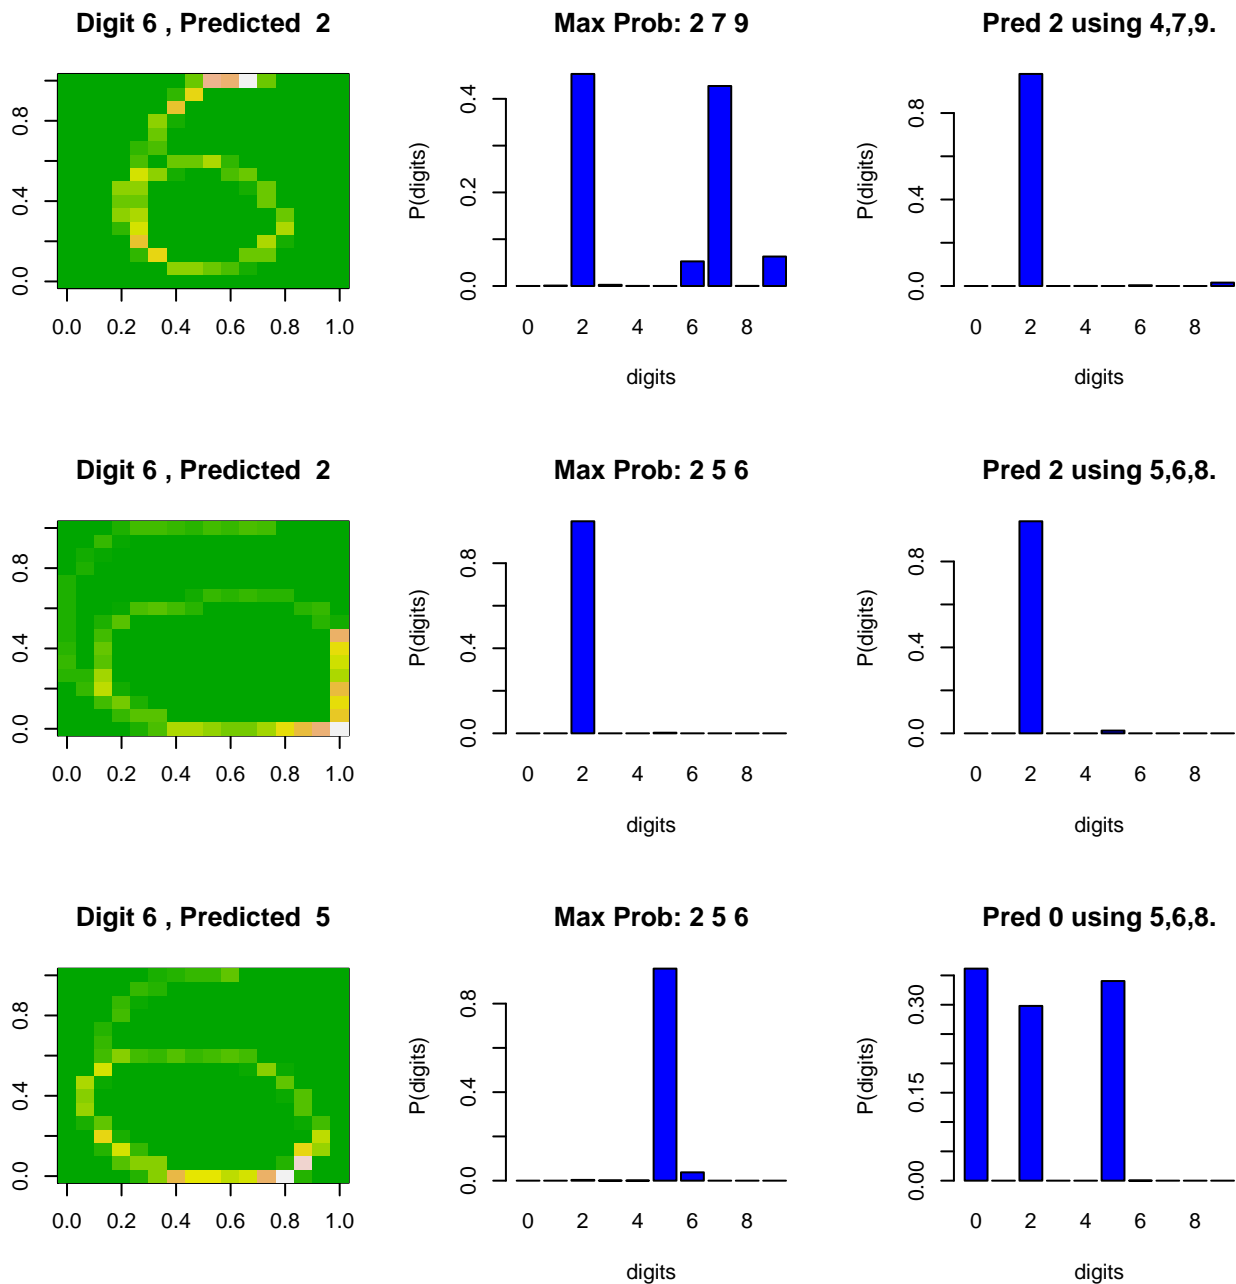 Digit 6 , Predicted  2
Max Prob: 2 7 9
Pred 2 using 4,7,9.
0.0 0.4 0.8
0.0 0.2 0.4 0.6 0.8 1.0
P(digits)
0.0 0.2 0.4
0 2 4 6 8
digits
0.0 0.4 0.8
0 2 4 6 8
digits
Digit 6 , Predicted  2
Max Prob: 2 5 6
Pred 2 using 5,6,8.
0.0 0.4 0.8
0.0 0.2 0.4 0.6 0.8 1.0
P(digits)
0.0 0.4 0.8
0 2 4 6 8
digits
P(digits)
0.0 0.4 0.8
0 2 4 6 8
digits
Digit 6 , Predicted  5
Max Prob: 2 5 6
Pred 0 using 5,6,8.
0.0 0.4 0.8
0.0 0.2 0.4 0.6 0.8 1.0
P(digits)
0.0 0.4 0.8
0 2 4 6 8
digits
P(digits)
0.00 0.15 0.30
0 2 4 6 8
digits